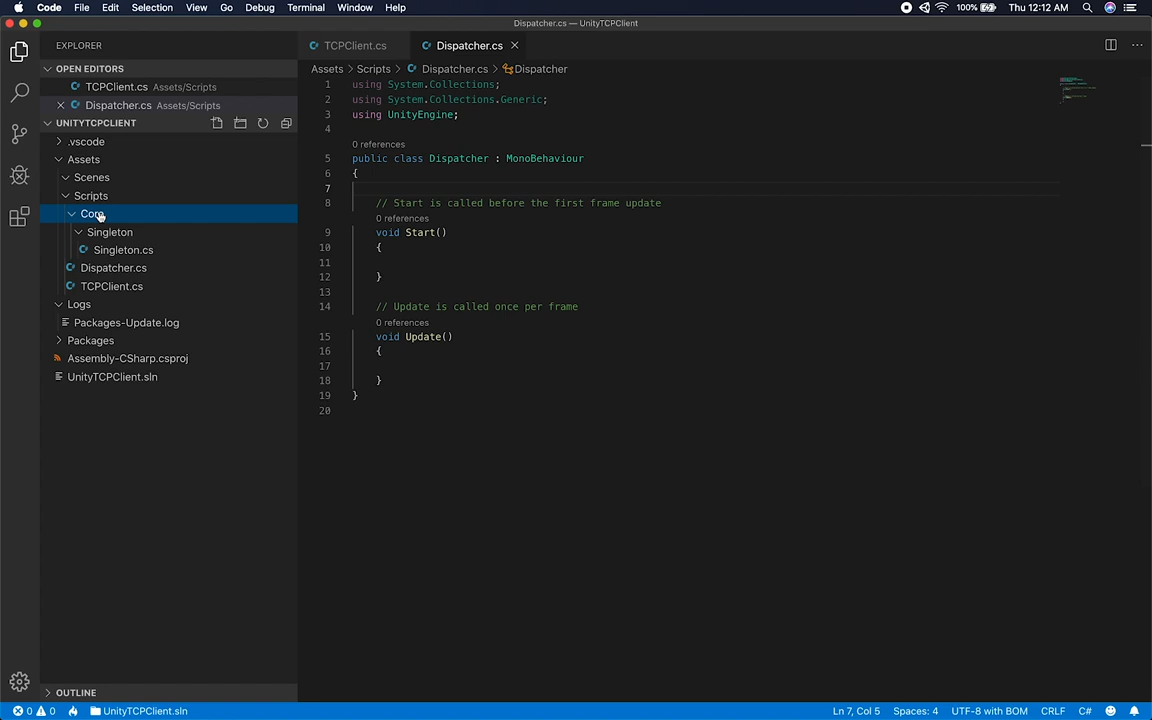 Code File Edit Selection View Go Debug Terminal Window Help
100% Thu 12:12 AM
Dispatcher.cs — UnityTCPClient
EXPLORER
OPEN EDITORS
TCPClient.cs Assets/Scripts
Dispatcher.cs Assets/Scripts
UNITYTCPCLIENT
.vscode
Assets
Scenes
Scripts
Core
Singleton
Singleton.cs
Dispatcher.cs
TCPClient.cs
Logs
Packages-Update.log
Packages
Assembly-CSharp.csproj
UnityTCPClient.sln
OUTLINE
TCPClient.cs
Dispatcher.cs
Assets > Scripts > Dispatcher.cs > Dispatcher
1 using System.Collections;
2 using System.Collections.Generic;
3 using UnityEngine;
4
0 references
5 public class Dispatcher : MonoBehaviour
6 {
7
8 // Start is called before the first frame update
0 references
9 void Start()
10 {
11
12 }
13
14 // Update is called once per frame
0 references
15 void Update()
16 {
17
18 }
19 }
20
0 0 UnityTCPClient.sln
Ln 7, Col 5 Spaces: 4 UTF-8 with BOM CRLF C#